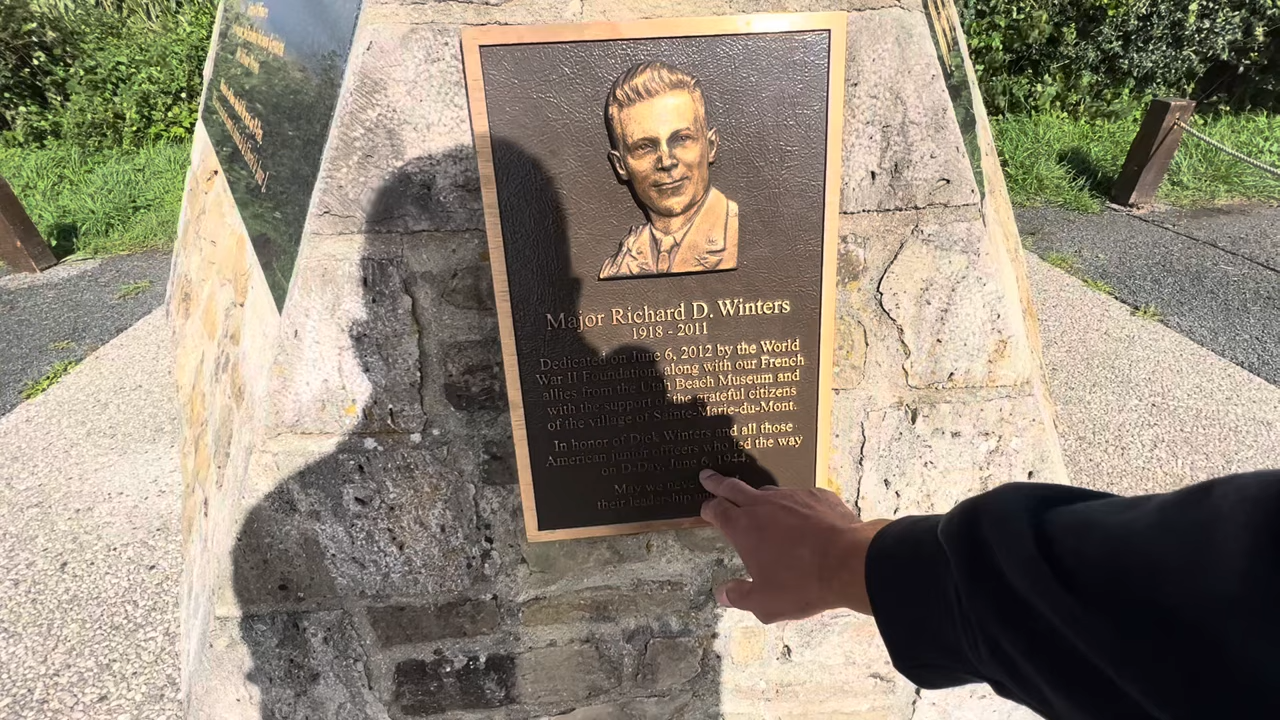 Major Richard D. Winters
1918 - 2011
Dedicated on June 6, 2012 by the World
War II Foundation, along with our French
allies from the Utah Beach Museum and
with the support of the grateful citizens
of the village of Sainte-Marie-du-Mont.
In honor of Dick Winters and all those
American junior officers who led the way
on D-Day, June 6, 1944.
May we never
their leadership